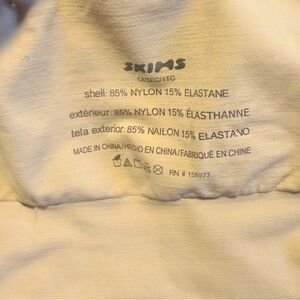 SKIMS
shell: 85% NYLON 15% ELASTANE
extérieur: 85% NYLON 15% ÉLASTHANNE
tela exterior: 85% NAILON 15% ELASTANO
MADE IN CHINA/HECHO EN CHINA/FABRIQUÉ EN CHINE
RN # 158973